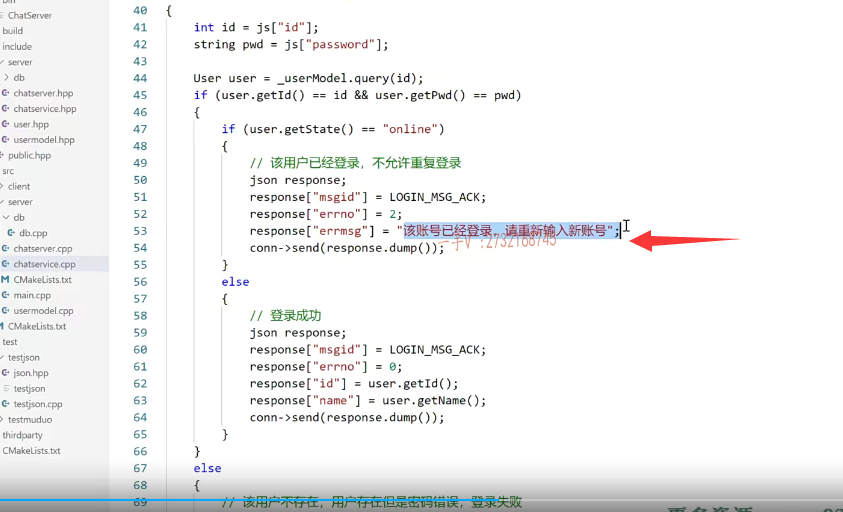 bin
ChatServer
build
include
server
db
chatserver.hpp
chatservice.hpp
user.hpp
usermodel.hpp
public.hpp
src
client
server
db
db.cpp
chatserver.cpp
chatservice.cpp
CMakeLists.txt
main.cpp
usermodel.cpp
CMakeLists.txt
test
testjson
json.hpp
testjson
testjson.cpp
testmuduo
thirdparty
CMakeLists.txt
40 {
41 int id = js["id"];
42 string pwd = js["password"];
43
44 User user = _userModel.query(id);
45 if (user.getId() == id && user.getPwd() == pwd)
46 {
47 if (user.getState() == "online")
48 {
49 // 该用户已经登录，不允许重复登录
50 json response;
51 response["msgid"] = LOGIN_MSG_ACK;
52 response["errno"] = 2;
53 response["errmsg"] = "该账号已经登录，请重新输入新账号";
54 conn->send(response.dump());
55 }
56 else
57 {
58 // 登录成功
59 json response;
60 response["msgid"] = LOGIN_MSG_ACK;
61 response["errno"] = 0;
62 response["id"] = user.getId();
63 response["name"] = user.getName();
64 conn->send(response.dump());
65 }
66 }
67 else
68 {
69 // 该用户不存在，用户存在但是密码错误，登录失败